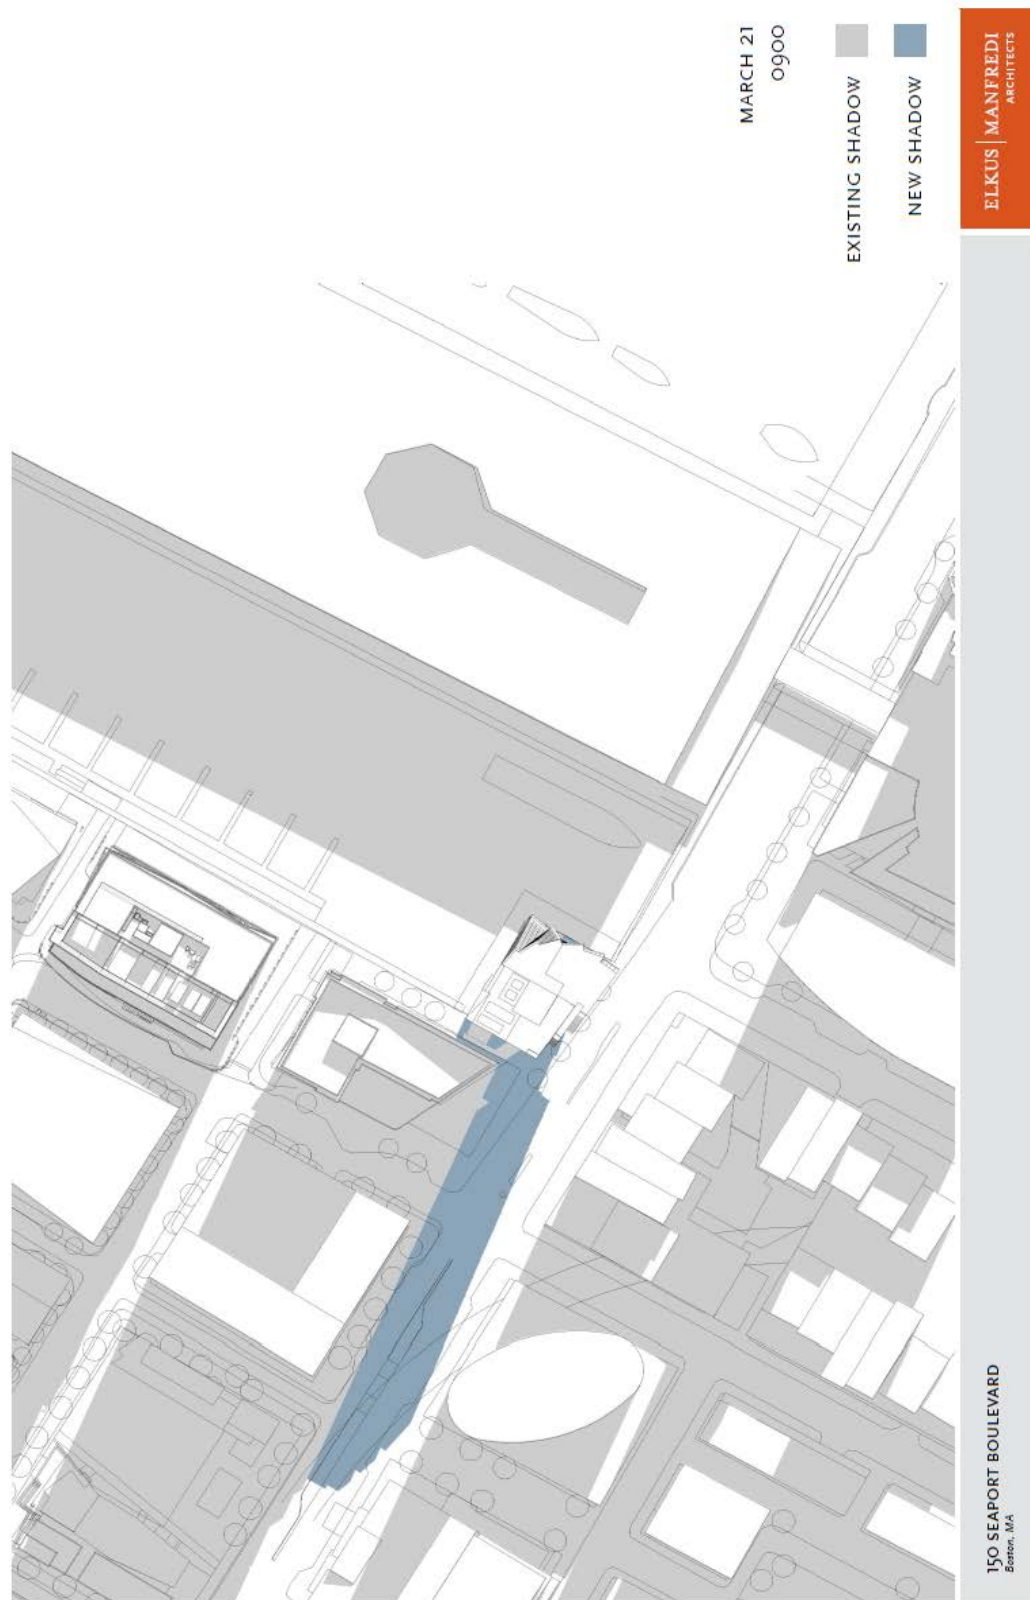 MARCH 21
0900
EXISTING SHADOW
NEW SHADOW
ELKUS | MANFREDI
ARCHITECTS
150 SEAPORT BOULEVARD
Boston, MA